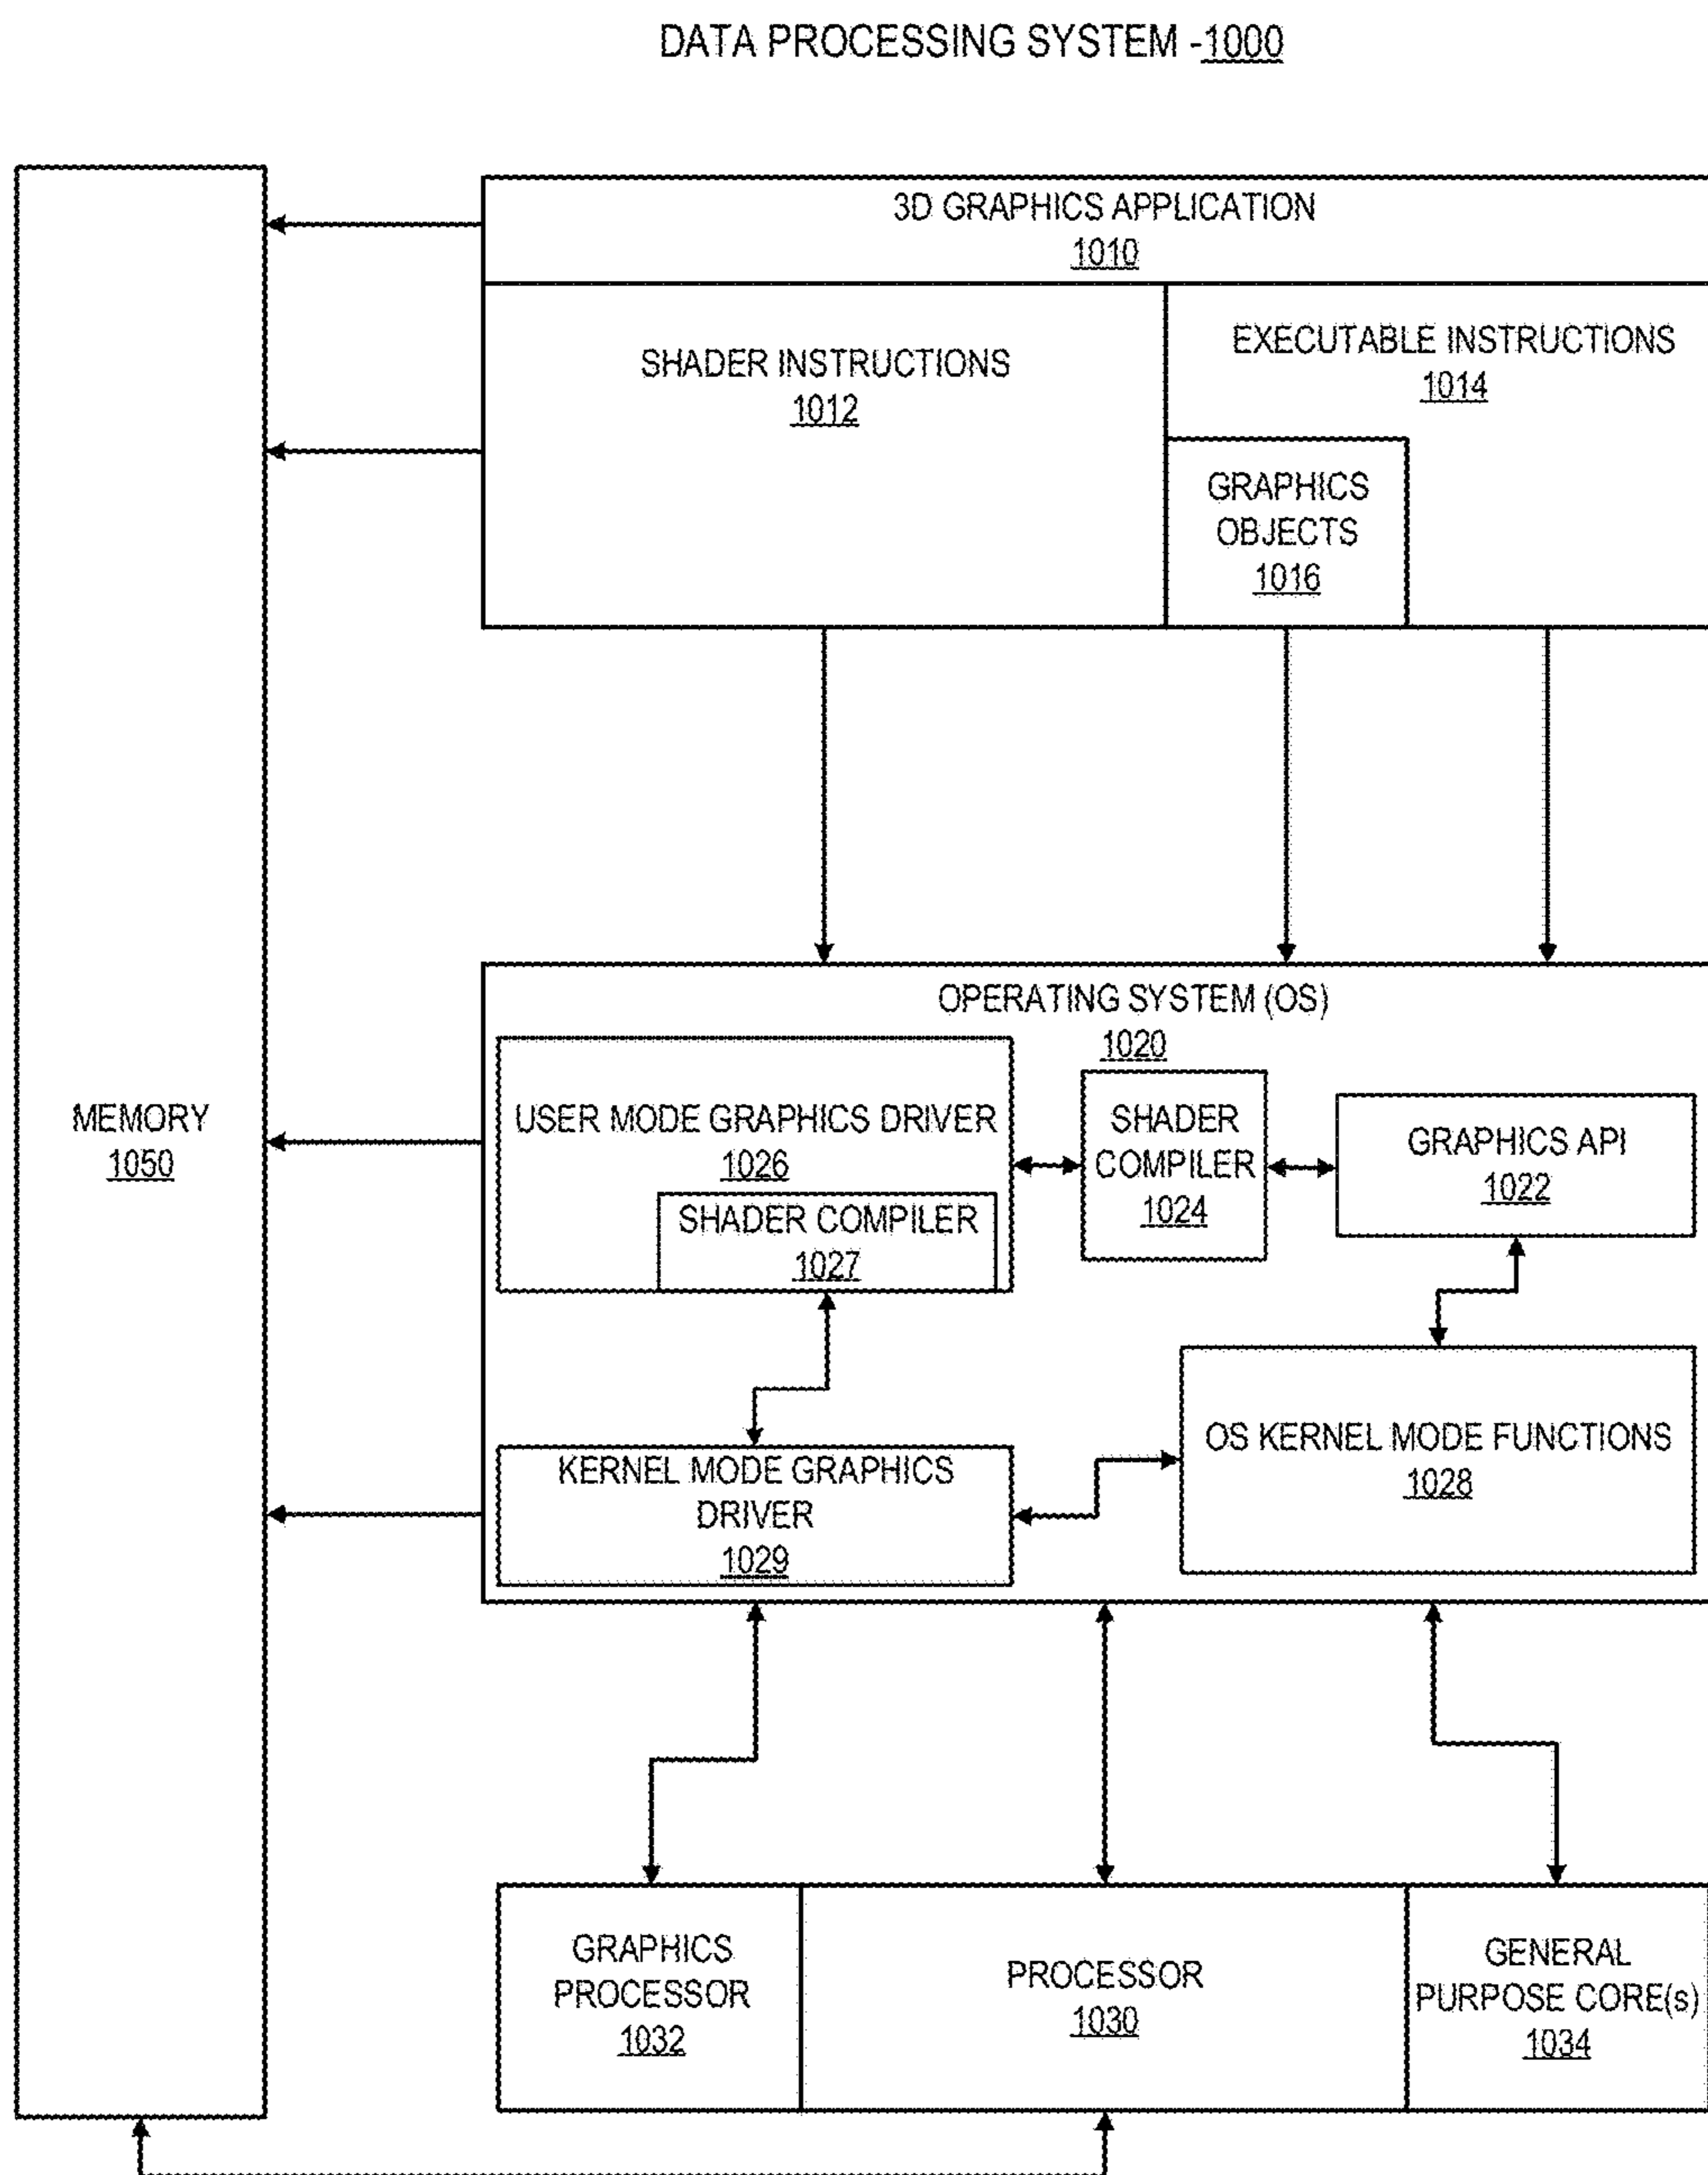 DATA PROCESSING SYSTEM -1000
3D GRAPHICS APPLICATION
1010
SHADER INSTRUCTIONS
1012
EXECUTABLE INSTRUCTIONS
1014
GRAPHICS
OBJECTS
1016
OPERATING SYSTEM (OS)
1020
USER MODE GRAPHICS DRIVER
1026
SHADER COMPILER
1027
SHADER
COMPILER
1024
GRAPHICS API
1022
MEMORY
1050
KERNEL MODE GRAPHICS
DRIVER
1029
OS KERNEL MODE FUNCTIONS
1028
GRAPHICS
PROCESSOR
1032
PROCESSOR
1030
GENERAL
PURPOSE CORE(s)
1034